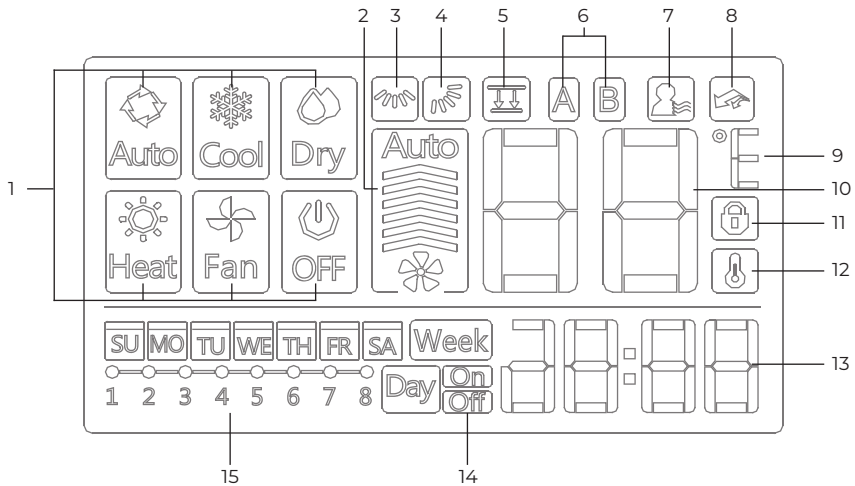 2 3 4 5 6 7 8
Auto Cool Dry A B
Auto
9
1 10
Heat Fan OFF 11
12
SU MO TU WE TH FR SA Week 88:88
Day On 13
1 2 3 4 5 6 7 8 Off
15 14